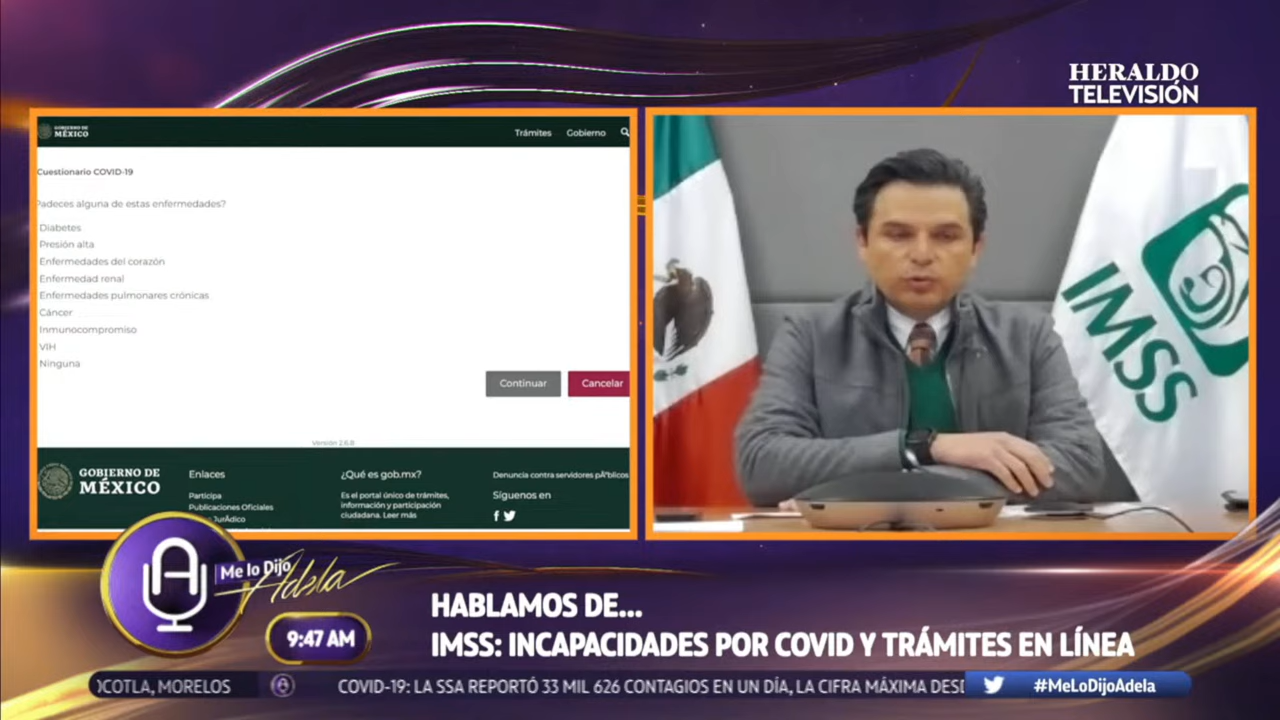 HERALDO
TELEVISIÓN
GOBIERNO DE
MÉXICO
Trámites
Gobierno
Cuestionario COVID-19
Padeces alguna de estas enfermedades?
Diabetes
Presión alta
Enfermedades del corazón
Enfermedad renal
Enfermedades pulmonares crónicas
Cáncer
Inmunocompromiso
VIH
Ninguna
Continuar
Cancelar
Versión 2.6.8
GOBIERNO DE
MÉXICO
Enlaces
Participa
Publicaciones Oficiales
JurÃdico
¿Qué es gob.mx?
Es el portal único de trámites,
información y participación
ciudadana. Leer más
Denuncia contra servidores pÃºblicos
Síguenos en
IMSS
Me lo Dijo
Adela
9:47 AM
HABLAMOS DE...
IMSS: INCAPACIDADES POR COVID Y TRÁMITES EN LÍNEA
OCOTLA, MORELOS
COVID-19: LA SSA REPORTÓ 33 MIL 626 CONTAGIOS EN UN DÍA, LA CIFRA MÁXIMA DESD
#MeLoDijoAdela